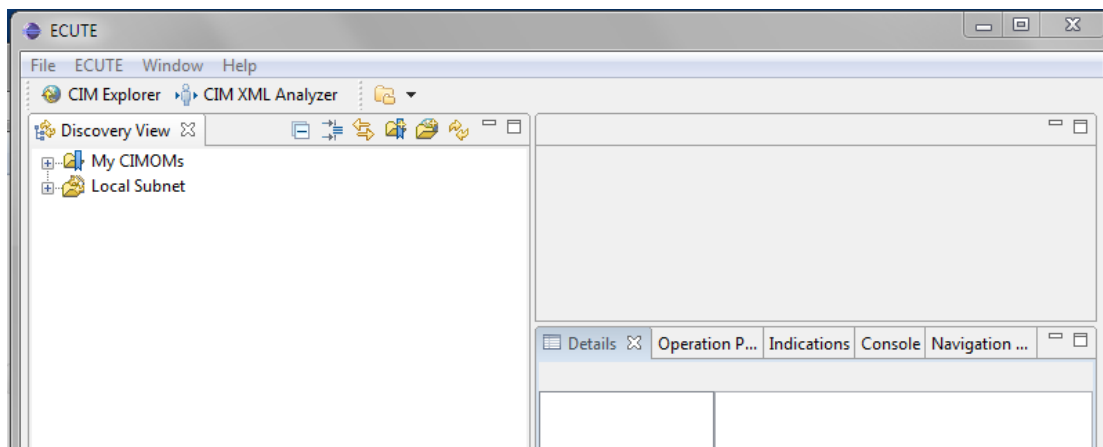 ECUTE
File ECUTE Window Help
CIM Explorer CIM XML Analyzer
Discovery View
My CIMOMs
Local Subnet
Details Operation P... Indications Console Navigation ...